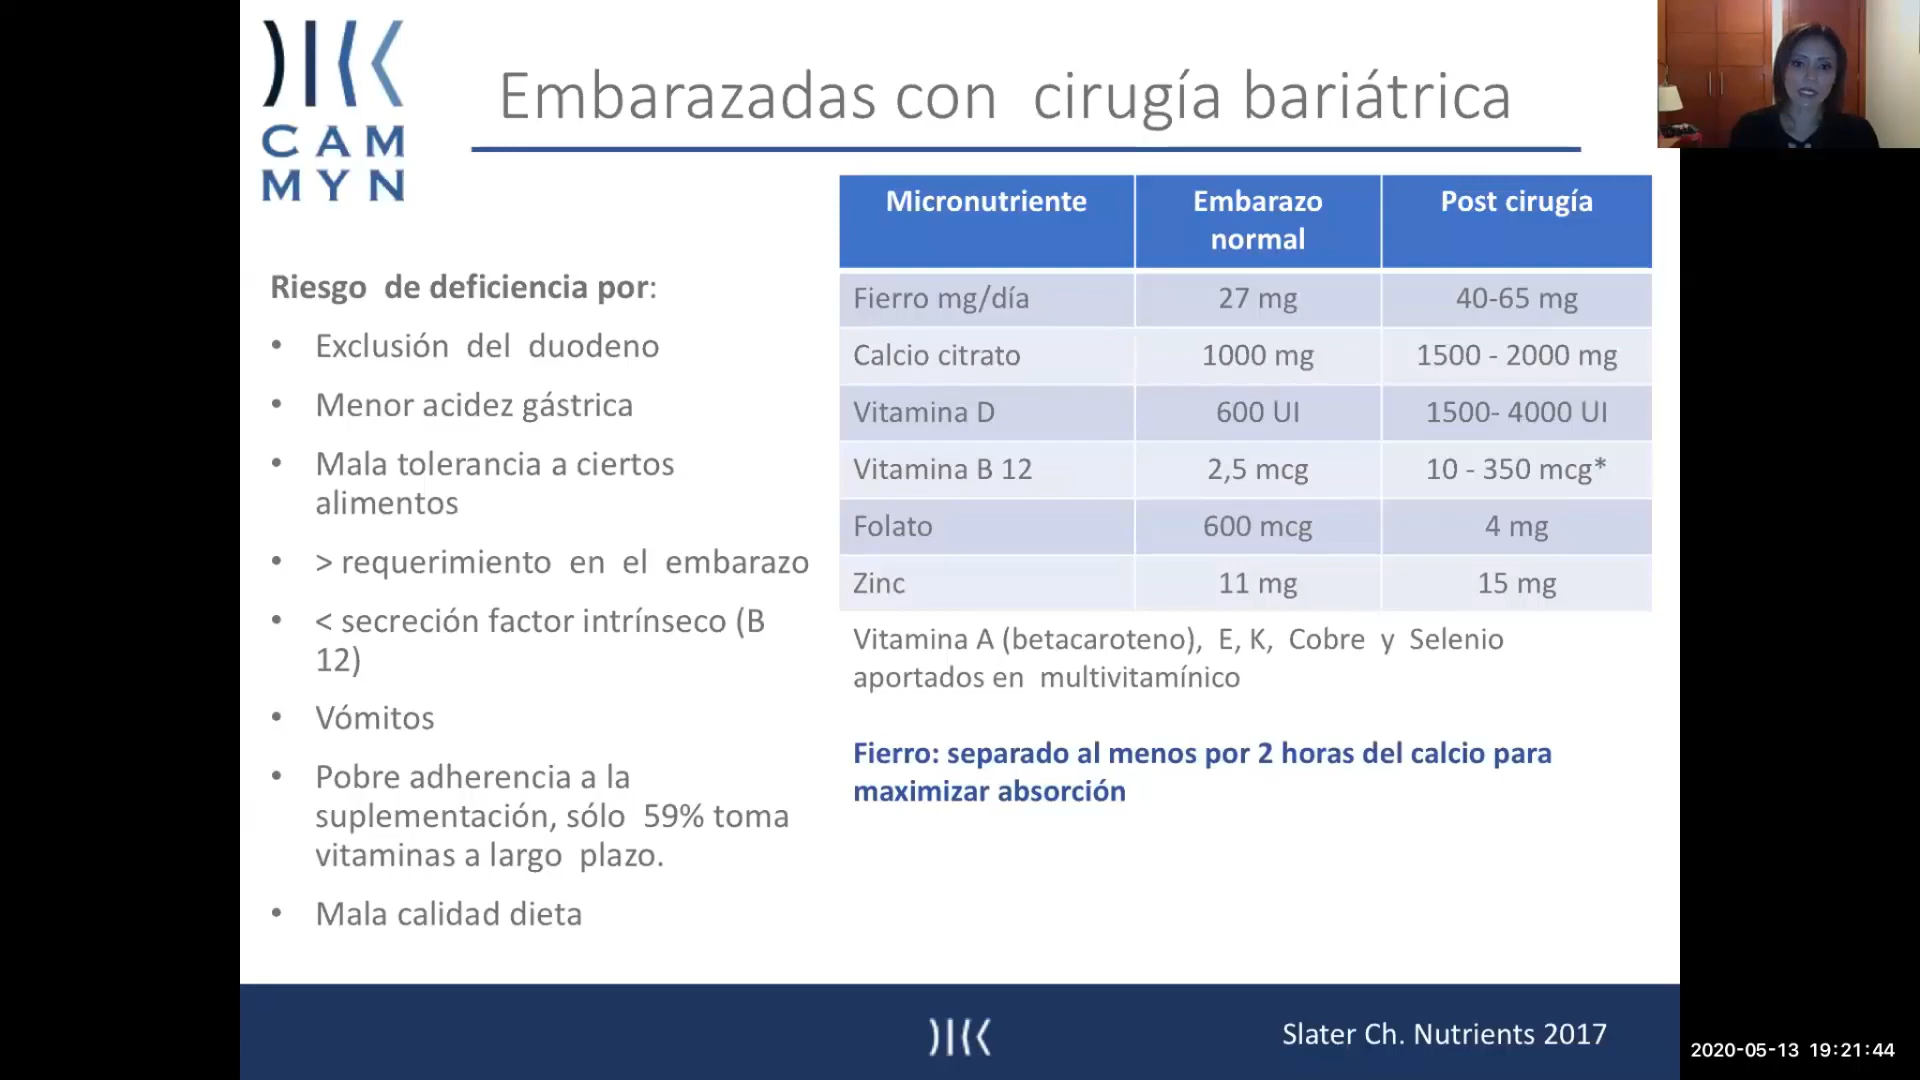 CAM
MYN
Embarazadas con cirugía bariátrica
Riesgo de deficiencia por:
• Exclusión del duodeno
• Menor acidez gástrica
• Mala tolerancia a ciertos
alimentos
• > requerimiento en el embarazo
• < secreción factor intrínseco (B
12)
• Vómitos
• Pobre adherencia a la
suplementación, sólo 59% toma
vitaminas a largo plazo.
• Mala calidad dieta
Micronutriente Embarazo normal Post cirugía
Fierro mg/día 27 mg 40-65 mg
Calcio citrato 1000 mg 1500 - 2000 mg
Vitamina D 600 UI 1500- 4000 UI
Vitamina B 12 2,5 mcg 10 - 350 mcg*
Folato 600 mcg 4 mg
Zinc 11 mg 15 mg
Vitamina A (betacaroteno), E, K, Cobre y Selenio
aportados en multivitamínico
Fierro: separado al menos por 2 horas del calcio para
maximizar absorción
Slater Ch. Nutrients 2017
2020-05-13 19:21:44